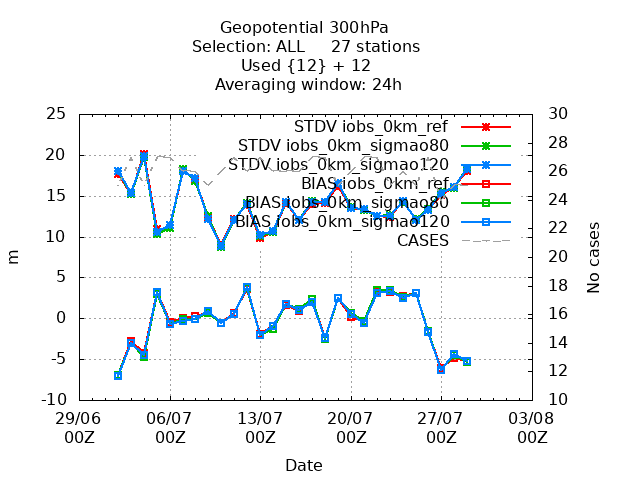 Geopotential 300hPa
Selection: ALL 27 stations
Used {12} + 12
Averaging window: 24h
25 30
STDV iobs_0km_ref
28
STDV iobs_0km_sigmao80
20
STDV iobs_0km_sigmao120
26
BIAS iobs_0km_ref
15 24
BIAS iobs_0km_sigmao80
BIAS iobs_0km_sigmao120
22
CASES
10
20
5
18
0
16
14
-5
12
-10 10
m
No cases
29/06 06/07 13/07 20/07 27/07 03/08
00Z 00Z 00Z 00Z 00Z 00Z
Date